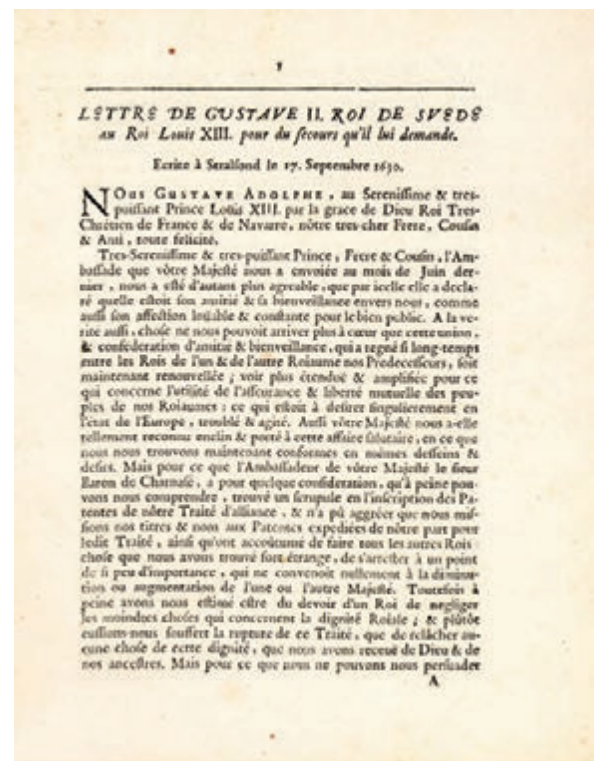 1
LETTRE DE GUSTAVE II. ROI DE SVEDE
au Roi Louis XIII. pour du secours qu'il lui demande.
Ecrite à Stralsond le 17. Septembre 1630.
NOus GUSTAVE ADOLPHE, au Serenissime & tres-
puissant Prince Loüis XIII. par la grace de Dieu Roi Tres-
Chrétien de France & de Navarre, nôtre tres-cher Frere, Cousin
& Ami, toute felicité.
Tres-Serenissime & tres-puissant Prince, Frere & Cousin, l'Am-
bassade que vôtre Majesté nous a envoiée au mois de Juin der-
nier, nous a esté d'autant plus agreable, que par icelle elle a decla-
ré quelle estoit son amitié & sa bienveillance envers nous, comme
aussi son affection loüable & constante pour le bien public. A la ve-
rité aussi, chose ne nous pouvoit arriver plus à cœur que cette union,
& confederation d'amitié & bienveillance, qui a regné si long-temps
entre les Rois de l'un & de l'autre Roiaume nos Predecesseurs, soit
maintenant renouvellée ; voir plus étenduë & amplifiée pour ce
qui concerne l'utilité de l'asseurance & liberté mutuelle des peu-
ples de nos Roiaumes : ce qui estoit à desirer singulierement en
l'état de l'Europe, troublé & agité. Aussi vôtre Majesté nous a-elle
tellement reconnu enclin & porté à cette affaire salutaire, en ce que
nous nous trouvons maintenant conformes en mêmes desseins &
desirs. Mais pour ce que l'Ambassadeur de vôtre Majesté le sieur
Baron de Charnasé, a pour quelque consideration, qu'à peine pou-
vons nous comprendre, trouvé un scrupule en l'inscription des Pa-
tentes de nôtre Traité d'alliance, & n'a pû aggréer que nous mis-
sions nos titres & nom aux Patentes expediées de nôtre part pour
ledit Traité, ainsi qu'ont accoûtumé de faire tous les autres Rois :
chose que nous avons trouvé fort étrange, de s'arrester à un point
de si peu d'importance, qui ne convenoit nullement à la diminu-
tion ou augmentation de l'une ou l'autre Majesté. Toutefois à
peine avons nous estimé estre du devoir d'un Roi de negliger
les moindres choses qui concernent la dignité Roiale ; & plûtôt
eussions-nous souffert la rupture de ce Traité, que de relâcher au-
cune chose de cette dignité, que nous avons receuë de Dieu & de
nos ancestres. Mais pour ce que nous ne pouvons nous persuader
A